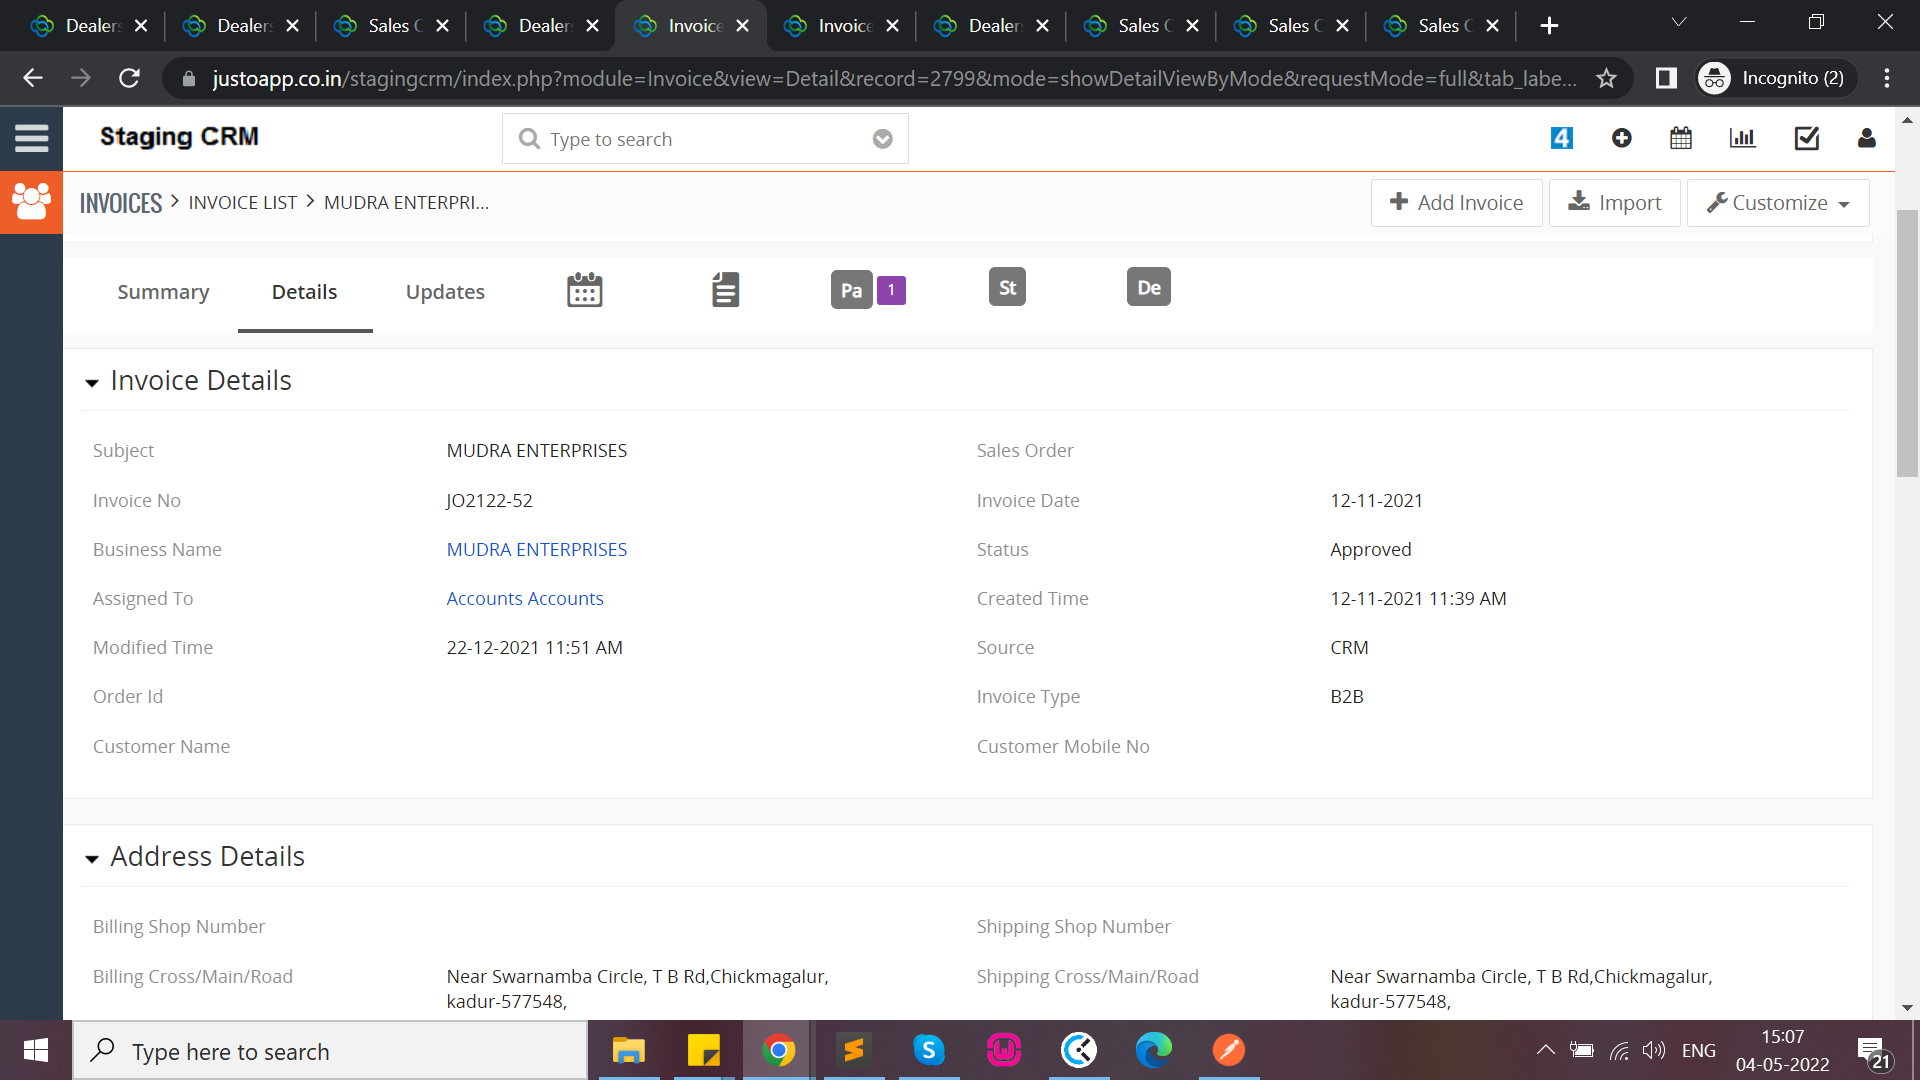 Dealers
Dealers
Sales C
Dealers
Invoice
Invoice
Dealers
Sales C
Sales C
Sales C
justoapp.co.in/stagingcrm/index.php?module=Invoice&view=Detail&record=2799&mode=showDetailViewByMode&requestMode=full&tab_labe...
Incognito (2)
Staging CRM
Type to search
4
INVOICES > INVOICE LIST > MUDRA ENTERPRI...
Add Invoice
Import
Customize
Summary
Details
Updates
Pa 1
St
De
Invoice Details
Subject MUDRA ENTERPRISES Sales Order
Invoice No JO2122-52 Invoice Date 12-11-2021
Business Name MUDRA ENTERPRISES Status Approved
Assigned To Accounts Accounts Created Time 12-11-2021 11:39 AM
Modified Time 22-12-2021 11:51 AM Source CRM
Order Id Invoice Type B2B
Customer Name Customer Mobile No
Address Details
Billing Shop Number Shipping Shop Number
Billing Cross/Main/Road Near Swarnamba Circle, T B Rd,Chickmagalur, Shipping Cross/Main/Road Near Swarnamba Circle, T B Rd,Chickmagalur,
kadur-577548, kadur-577548,
Type here to search
ENG
15:07
04-05-2022
21